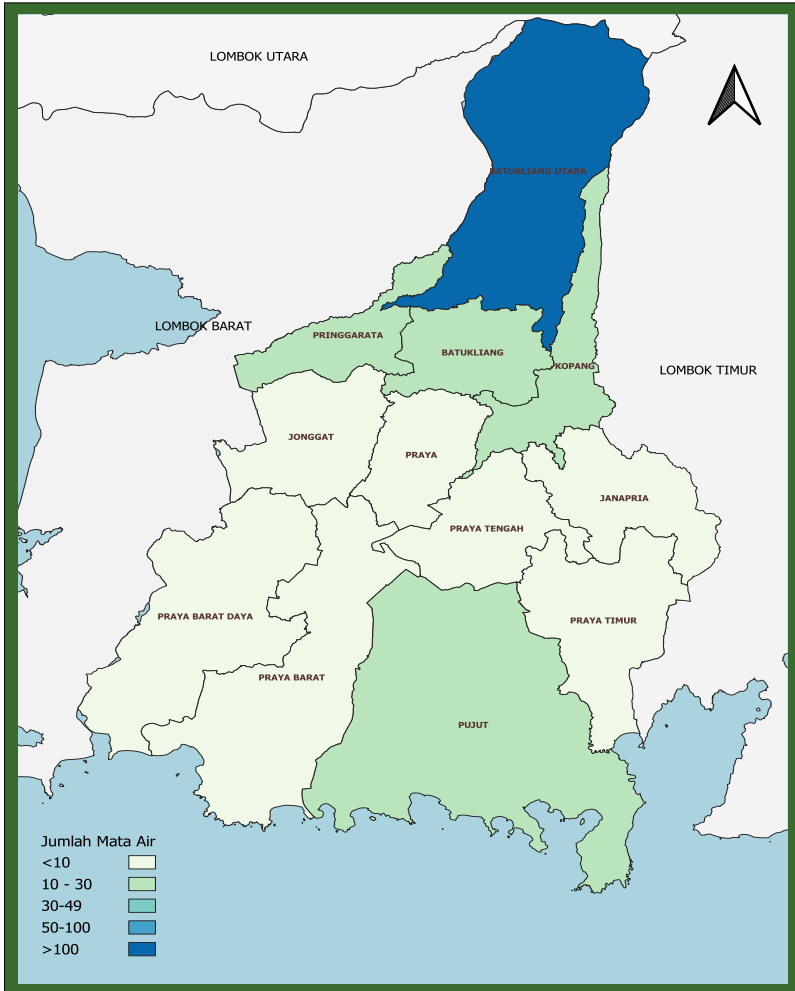 LOMBOK UTARA
BATUKLIANG UTARA
LOMBOK BARAT
PRINGGARATA
BATUKLIANG
KOPANG
LOMBOK TIMUR
JONGGAT
PRAYA
JANAPRIA
PRAYA TENGAH
PRAYA BARAT DAYA
PRAYA TIMUR
PRAYA BARAT
PUJUT
Jumlah Mata Air
<10
10 - 30
30-49
50-100
>100